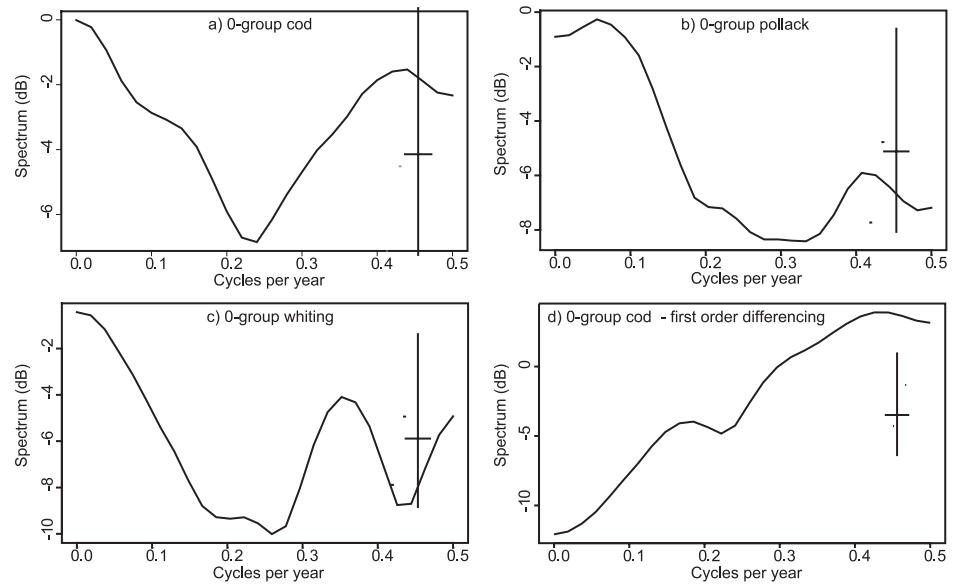 a) 0-group cod
0
-2
-4
-6
Spectrum (dB)
0.0 0.1 0.2 0.3 0.4 0.5
Cycles per year
b) 0-group pollack
0
-2
-4
-6
-8
Spectrum (dB)
0.0 0.1 0.2 0.3 0.4 0.5
Cycles per year
c) 0-group whiting
-2
-4
-6
-8
-10
Spectrum (dB)
0.0 0.1 0.2 0.3 0.4 0.5
Cycles per year
d) 0-group cod - first order differencing
0
-5
-10
Spectrum (dB)
0.0 0.1 0.2 0.3 0.4 0.5
Cycles per year